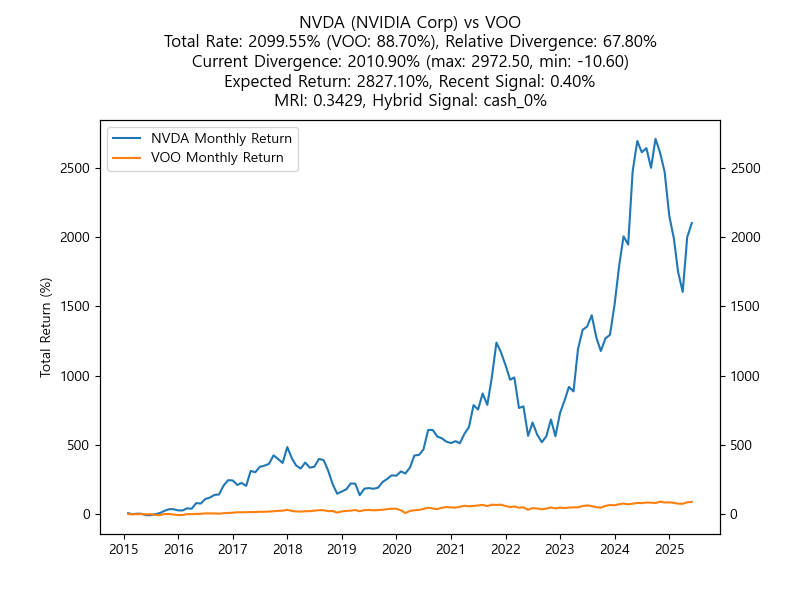 NVDA (NVIDIA Corp) vs VOO
Total Rate: 2099.55% (VOO: 88.70%), Relative Divergence: 67.80%
Current Divergence: 2010.90% (max: 2972.50, min: -10.60)
Expected Return: 2827.10%, Recent Signal: 0.40%
MRI: 0.3429, Hybrid Signal: cash_0%
NVDA Monthly Return
VOO Monthly Return
Total Return (%)
2500
2000
1500
1000
500
0
2500
2000
1500
1000
500
0
2015 2016 2017 2018 2019 2020 2021 2022 2023 2024 2025